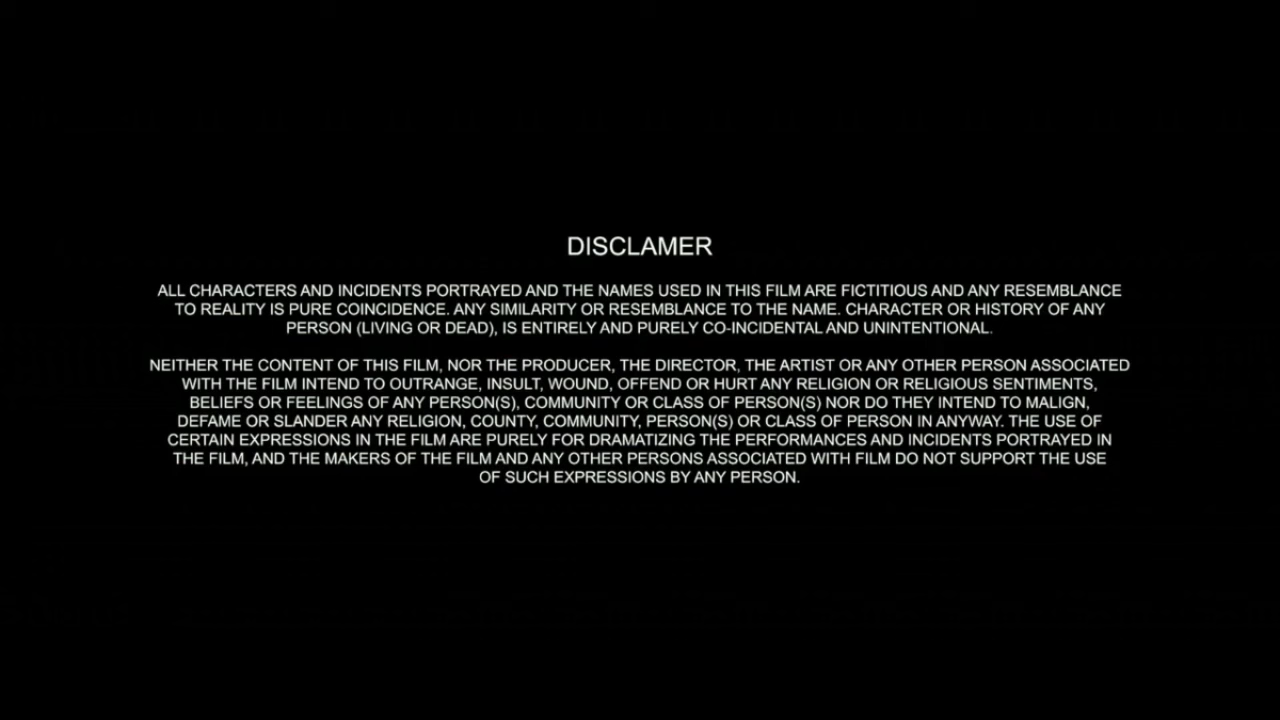 DISCLAMER
ALL CHARACTERS AND INCIDENTS PORTRAYED AND THE NAMES USED IN THIS FILM ARE FICTITIOUS AND ANY RESEMBLANCE
TO REALITY IS PURE COINCIDENCE. ANY SIMILARITY OR RESEMBLANCE TO THE NAME. CHARACTER OR HISTORY OF ANY
PERSON (LIVING OR DEAD), IS ENTIRELY AND PURELY CO-INCIDENTAL AND UNINTENTIONAL.
NEITHER THE CONTENT OF THIS FILM, NOR THE PRODUCER, THE DIRECTOR, THE ARTIST OR ANY OTHER PERSON ASSOCIATED
WITH THE FILM INTEND TO OUTRANGE, INSULT, WOUND, OFFEND OR HURT ANY RELIGION OR RELIGIOUS SENTIMENTS,
BELIEFS OR FEELINGS OF ANY PERSON(S), COMMUNITY OR CLASS OF PERSON(S) NOR DO THEY INTEND TO MALIGN,
DEFAME OR SLANDER ANY RELIGION, COUNTY, COMMUNITY, PERSON(S) OR CLASS OF PERSON IN ANYWAY. THE USE OF
CERTAIN EXPRESSIONS IN THE FILM ARE PURELY FOR DRAMATIZING THE PERFORMANCES AND INCIDENTS PORTRAYED IN
THE FILM, AND THE MAKERS OF THE FILM AND ANY OTHER PERSONS ASSOCIATED WITH FILM DO NOT SUPPORT THE USE
OF SUCH EXPRESSIONS BY ANY PERSON.